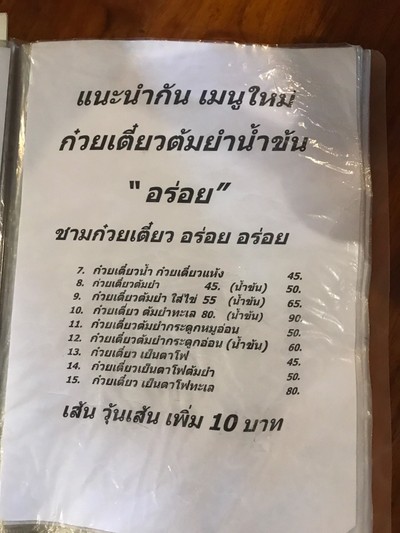 แนะนำกัน เมนูใหม่
ก๋วยเตี๋ยวต้มยำน้ำข้น
“ อร่อย”
ชามก๋วยเตี๋ยว อร่อย อร่อย
7. ก๋วยเตี๋ยวน้ำ ก๋วยเตี๋ยวแห้ง 45.
8. ก๋วยเตี๋ยวต้มยำ 45. (น้ำข้น) 50.
9. ก๋วยเตี๋ยวต้มยำ ใส่ไข่ 55 (น้ำข้น) 65.
10. ก๋วยเตี๋ยว ต้มยำทะเล 80. (น้ำข้น) 90.
11. ก๋วยเตี๋ยวต้มยำกระดูกหมูอ่อน 50.
12. ก๋วยเตี๋ยวต้มยำกระดูกอ่อน (น้ำข้น) 60.
13. ก๋วยเตี๋ยว เย็นตาโฟ 45.
14. ก๋วยเตี๋ยวเย็นตาโฟต้มยำ 50.
15. ก๋วยเตี๋ยว เย็นตาโฟทะเล 80.
เส้น วุ้นเส้น เพิ่ม 10 บาท